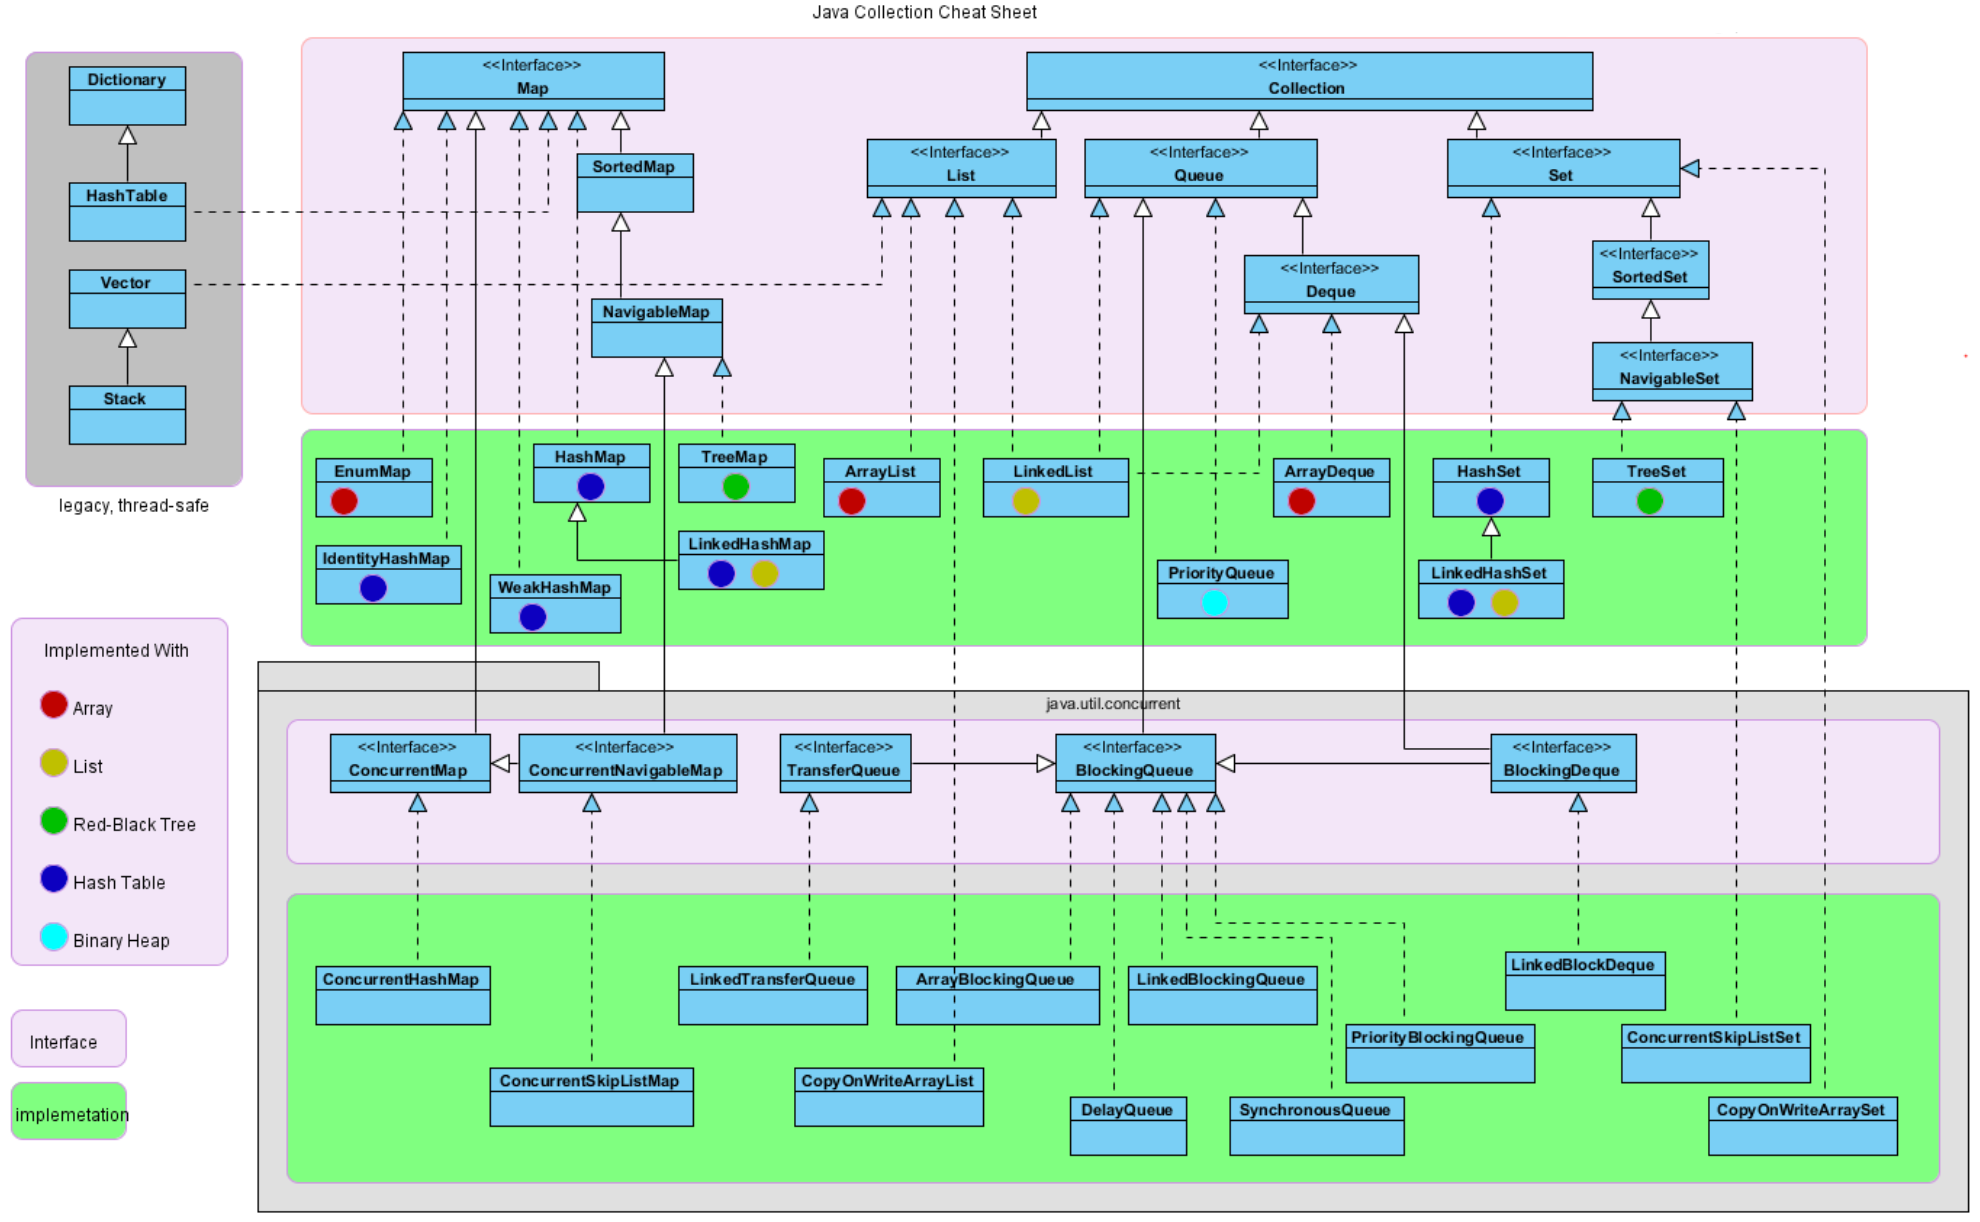 Java Collection Cheat Sheet
Dictionary
HashTable
Vector
Stack
legacy, thread-safe
<<Interface>>
Map
SortedMap
NavigableMap
<<Interface>>
Collection
<<Interface>>
List
<<Interface>>
Queue
<<Interface>>
Set
<<Interface>>
Deque
<<Interface>>
SortedSet
<<Interface>>
NavigableSet
EnumMap
HashMap
TreeMap
ArrayList
LinkedList
ArrayDeque
HashSet
TreeSet
IdentityHashMap
WeakHashMap
LinkedHashMap
PriorityQueue
LinkedHashSet
Implemented With
Array
List
Red-Black Tree
Hash Table
Binary Heap
Interface
implemetation
java.util.concurrent
<<Interface>>
ConcurrentMap
<<Interface>>
ConcurrentNavigableMap
<<Interface>>
TransferQueue
<<Interface>>
BlockingQueue
<<Interface>>
BlockingDeque
ConcurrentHashMap
LinkedTransferQueue
ArrayBlockingQueue
LinkedBlockingQueue
LinkedBlockDeque
PriorityBlockingQueue
ConcurrentSkipListSet
ConcurrentSkipListMap
CopyOnWriteArrayList
DelayQueue
SynchronousQueue
CopyOnWriteArraySet